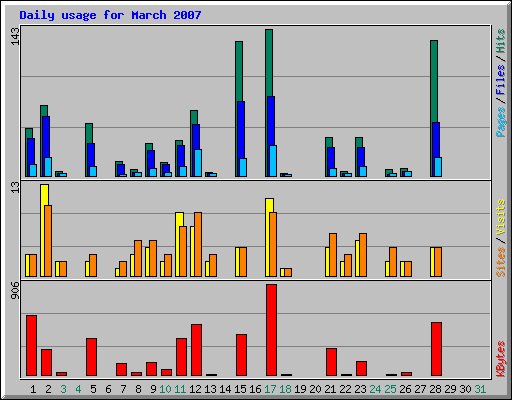 Daily usage for March 2007
143
Pages/Files/Hits
13
Sites/Visits
906
KBytes
1 2 3 4 5 6 7 8 9 10 11 12 13 14 15 16 17 18 19 20 21 22 23 24 25 26 27 28 29 30 31